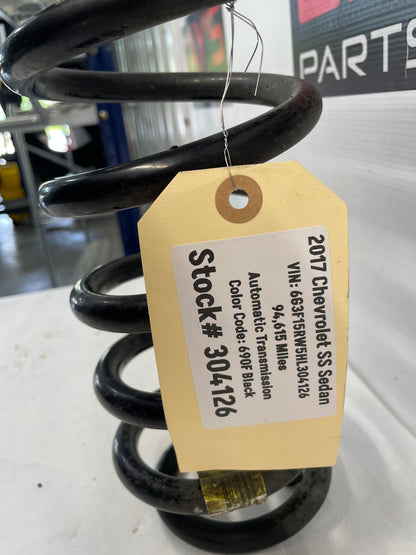 PARTS
2017 Chevrolet SS Sedan
VIN: 6G3F15RW5HL304126
94,615 Miles
Automatic Transmission
Color Code: 690F Black
Stock# 304126